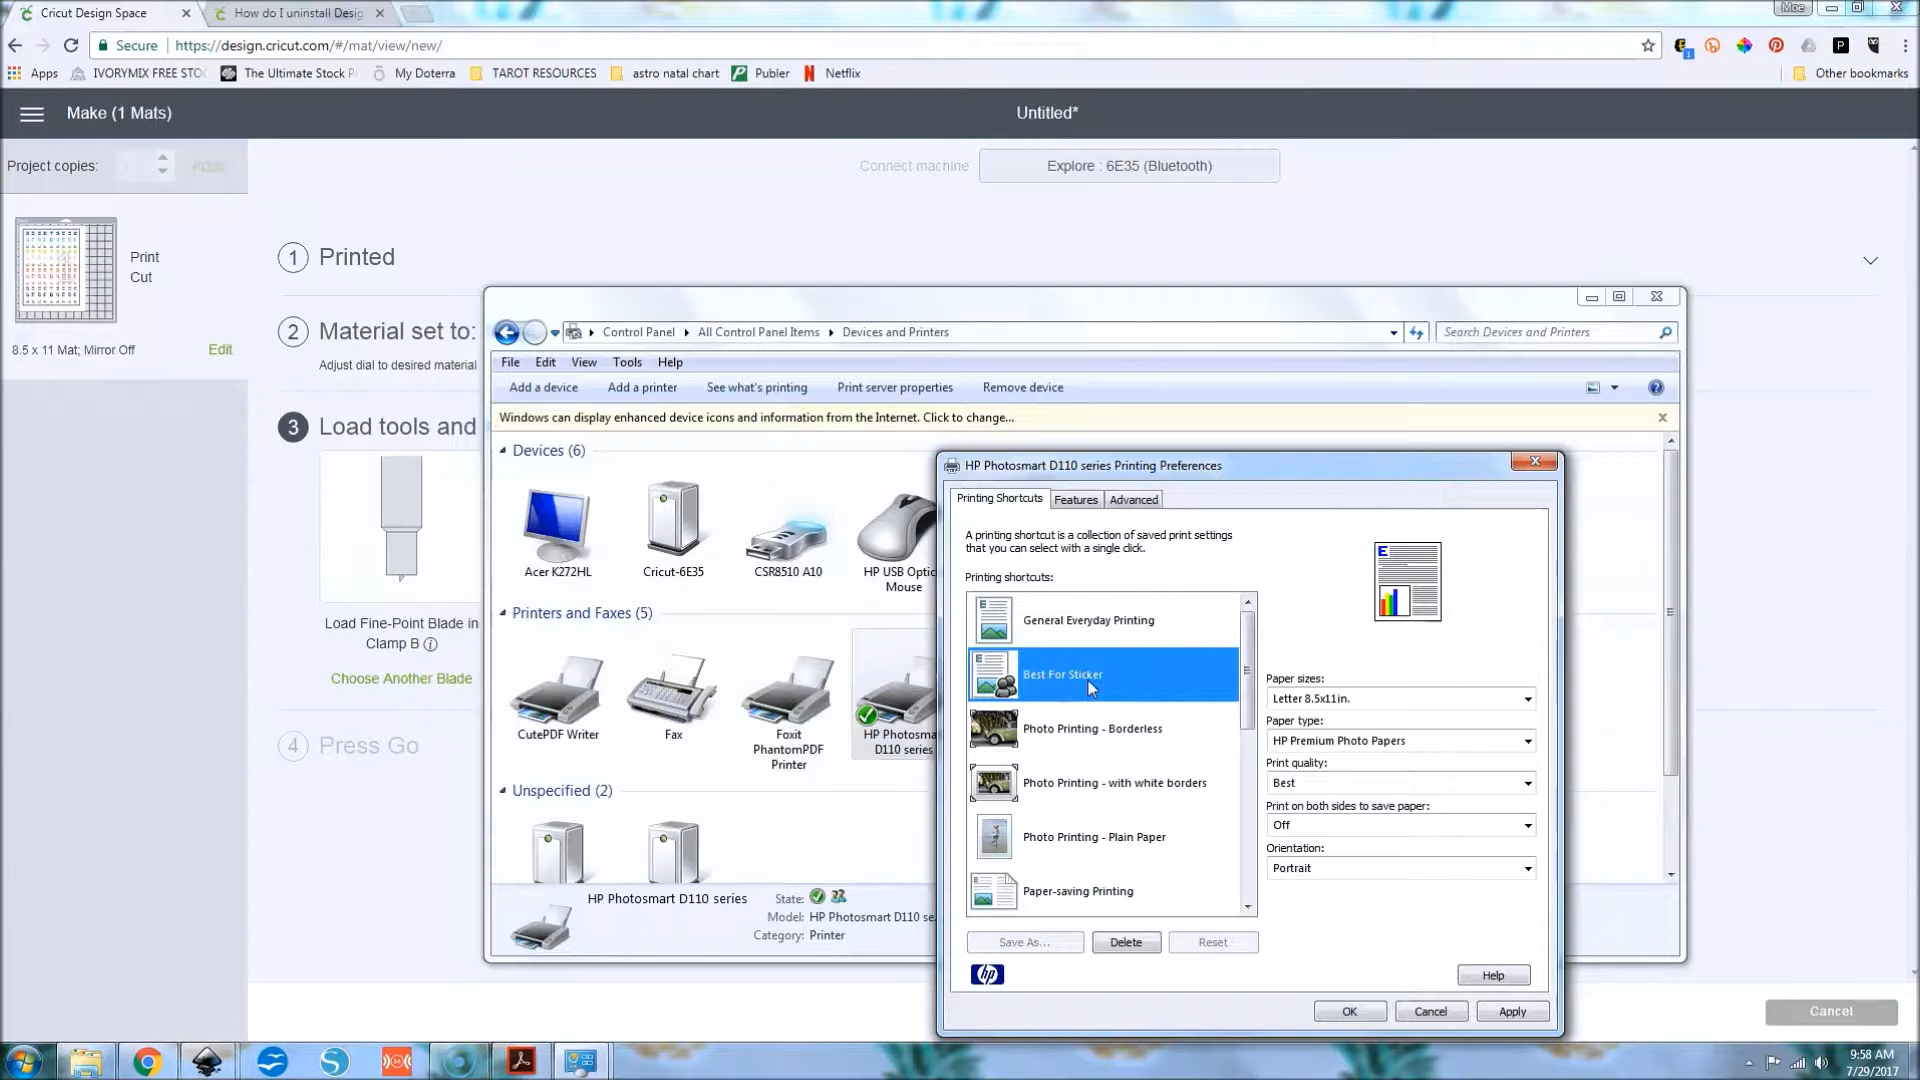 Cricut Design Space
How do I uninstall Desig
Moe
Secure
https://design.cricut.com/#/mat/view/new/
Apps
IVORYMIX FREE STO
The Ultimate Stock P
My Doterra
TAROT RESOURCES
astro natal chart
Publer
Netflix
Other bookmarks
Make (1 Mats)
Untitled*
Project copies:
Apply
Connect machine
Explore : 6E35 (Bluetooth)
Print
Cut
8.5 x 11 Mat; Mirror Off
Edit
1 Printed
2 Material set to:
Adjust dial to desired material
3 Load tools and
Load Fine-Point Blade in
Clamp B
Choose Another Blade
4 Press Go
Cancel
Control Panel
All Control Panel Items
Devices and Printers
Search Devices and Printers
File Edit View Tools Help
Add a device
Add a printer
See what's printing
Print server properties
Remove device
Windows can display enhanced device icons and information from the Internet. Click to change...
Devices (6)
Acer K272HL
Cricut-6E35
CSR8510 A10
HP USB Optic
Mouse
Printers and Faxes (5)
CutePDF Writer
Fax
Foxit
PhantomPDF
Printer
HP Photosma
D110 series
Unspecified (2)
HP Photosmart D110 series
State:
Model: HP Photosmart D110 se...
Category: Printer
HP Photosmart D110 series Printing Preferences
Printing Shortcuts
Features
Advanced
A printing shortcut is a collection of saved print settings
that you can select with a single click.
Printing shortcuts:
General Everyday Printing
Best For Sticker
Photo Printing - Borderless
Photo Printing - with white borders
Photo Printing - Plain Paper
Paper-saving Printing
E
Paper sizes:
Letter 8.5x11in.
Paper type:
HP Premium Photo Papers
Print quality:
Best
Print on both sides to save paper:
Off
Orientation:
Portrait
Save As...
Delete
Reset
hp
Help
OK
Cancel
Apply
9:58 AM
7/29/2017